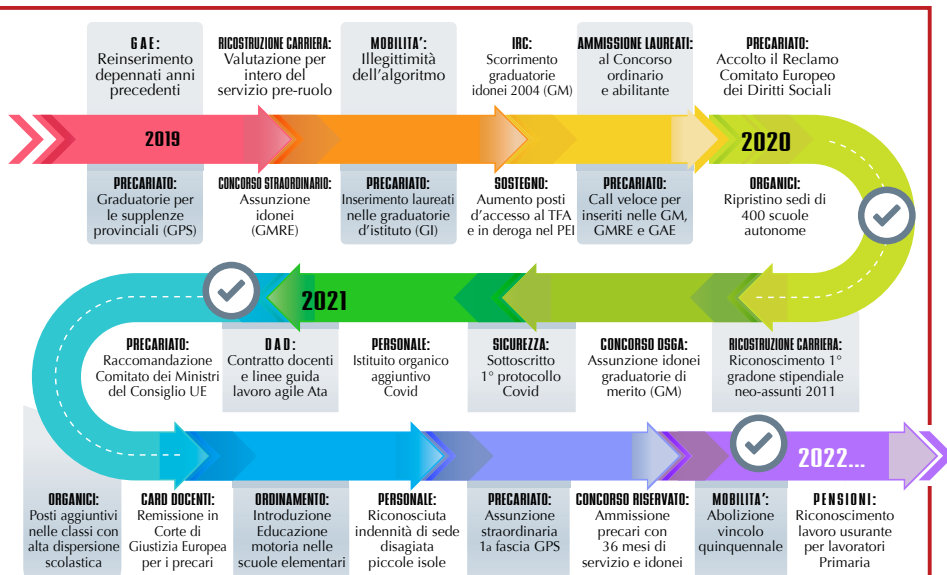 GAE:
Reinserimento
depennati anni
precedenti
RICOSTRUZIONE CARRIERA:
Valutazione per
intero del
servizio pre-ruolo
MOBILITA':
Illegittimità
dell'algoritmo
IRC:
Scorrimento
graduatorie
idonei 2004 (GM)
AMMISSIONE LAUREATI:
al Concorso
ordinario
e abilitante
PRECARIATO:
Accolto il Reclamo
Comitato Europeo
dei Diritti Sociali
2019
2020
PRECARIATO:
Graduatorie per
le supplenze
provinciali (GPS)
CONCORSO STRAORDINARIO:
Assunzione
idonei
(GMRE)
PRECARIATO:
Inserimento laureati
nelle graduatorie
d'istituto (GI)
SOSTEGNO:
Aumento posti
d'accesso al TFA
e in deroga nel PEI
PRECARIATO:
Call veloce per
inseriti nelle GM,
GMRE e GAE
ORGANICI:
Ripristino sedi di
400 scuole
autonome
2021
PRECARIATO:
Raccomandazione
Comitato dei Ministri
del Consiglio UE
DAD:
Contratto docenti
e linee guida
lavoro agile Ata
PERSONALE:
Istituito organico
aggiuntivo
Covid
SICUREZZA:
Sottoscritto
1° protocollo
Covid
CONCORSO DSGA:
Assunzione idonei
graduatorie di
merito (GM)
RICOSTRUZIONE CARRIERA:
Riconoscimento 1°
gradone stipendiale
neo-assunti 2011
2022...
ORGANICI:
Posti aggiuntivi
nelle classi con
alta dispersione
scolastica
CARD DOCENTI:
Remissione in
Corte di
Giustizia Europea
per i precari
ORDINAMENTO:
Introduzione
Educazione
motoria nelle
scuole elementari
PERSONALE:
Riconosciuta
indennità di sede
disagiata
piccole isole
PRECARIATO:
Assunzione
straordinaria
1a fascia GPS
CONCORSO RISERVATO:
Ammissione
precari con
36 mesi di
servizio e idonei
MOBILITA':
Abolizione
vincolo
quinquennale
PENSIONI:
Riconoscimento
lavoro usurante
per lavoratori
Primaria